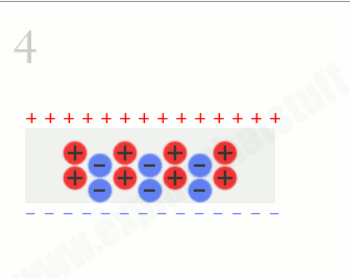 4
+ + + + + + + + + + + + + +
+ − + − + − +
+ − + − + − +
− − − − − − − − − − − − − −